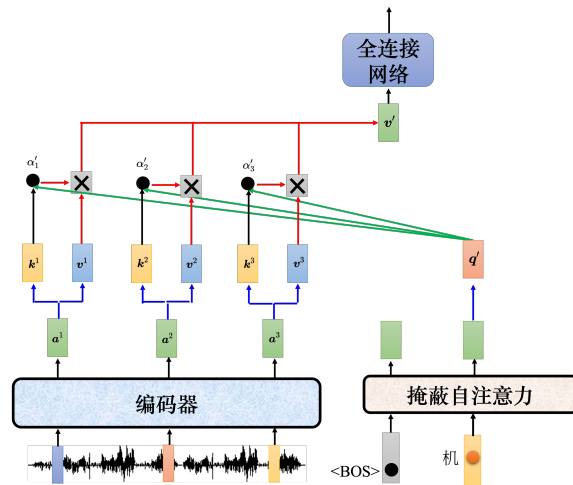 全连接
网络
v′
α′₁ α′₂ α′₃
k¹ v¹ k² v² k³ v³ q′
a¹ a² a³
编码器 掩蔽自注意力
<BOS> 机